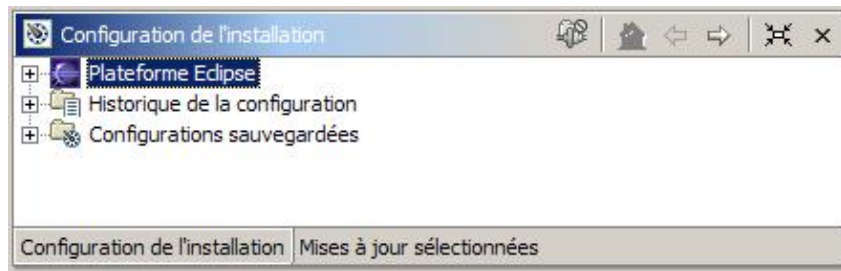 Configuration de l'installation
Plateforme Eclipse
Historique de la configuration
Configurations sauvegardées
Configuration de l'installation Mises à jour sélectionnées